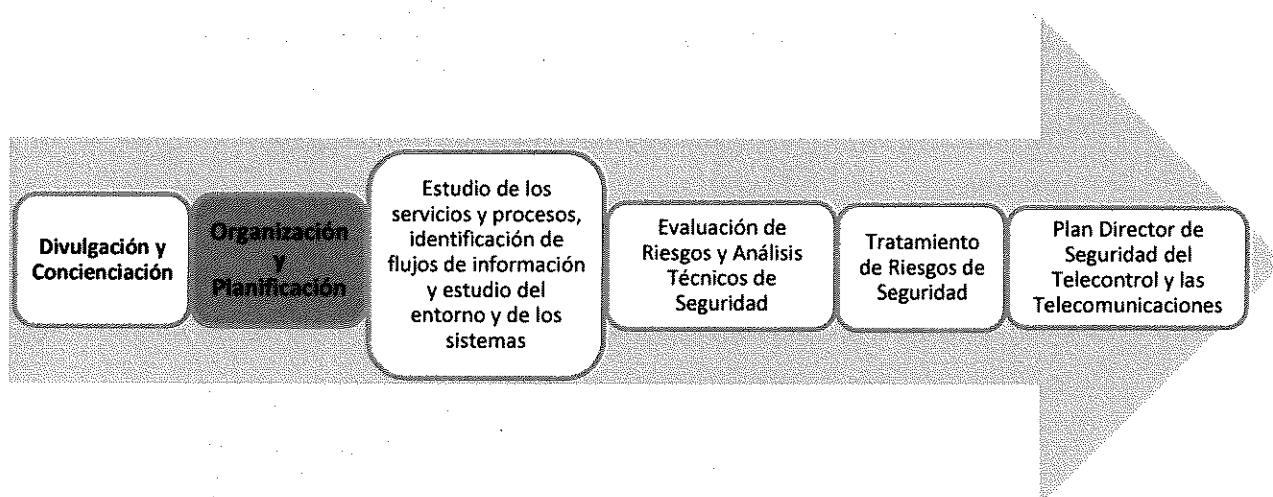 Divulgación y
Concienciación
Organización
y
Planificación
Estudio de los
servicios y procesos,
identificación de
flujos de información
y estudio del
entorno y de los
sistemas
Evaluación de
Riesgos y Análisis
Técnicos de
Seguridad
Tratamiento
de Riesgos de
Seguridad
Plan Director de
Seguridad del
Telecontrol y las
Telecomunicaciones